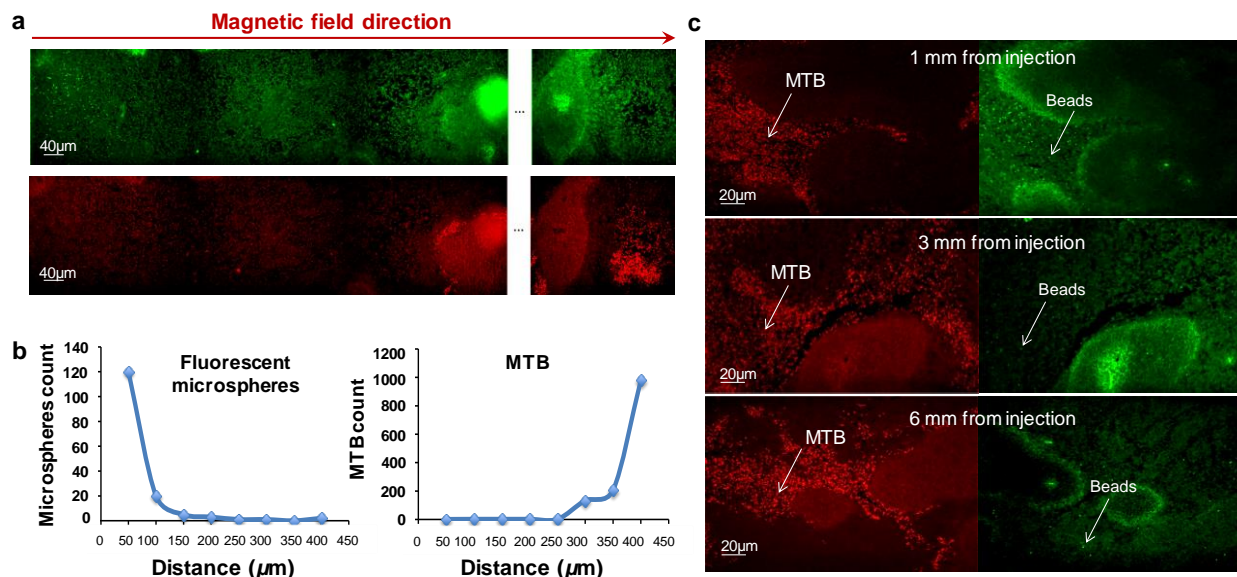 a
Magnetic field direction
...
40µm
...
40µm
b
Fluorescent
microspheres
Microspheres count
120
100
80
60
40
20
0
0 50 100 150 200 250 300 350 400 450
Distance (µm)
MTB
MTB count
1000
800
600
400
200
0
0 50 100 150 200 250 300 350 400 450
Distance (µm)
c
1 mm from injection
MTB
Beads
20µm
3 mm from injection
MTB
Beads
20µm
6 mm from injection
MTB
Beads
20µm